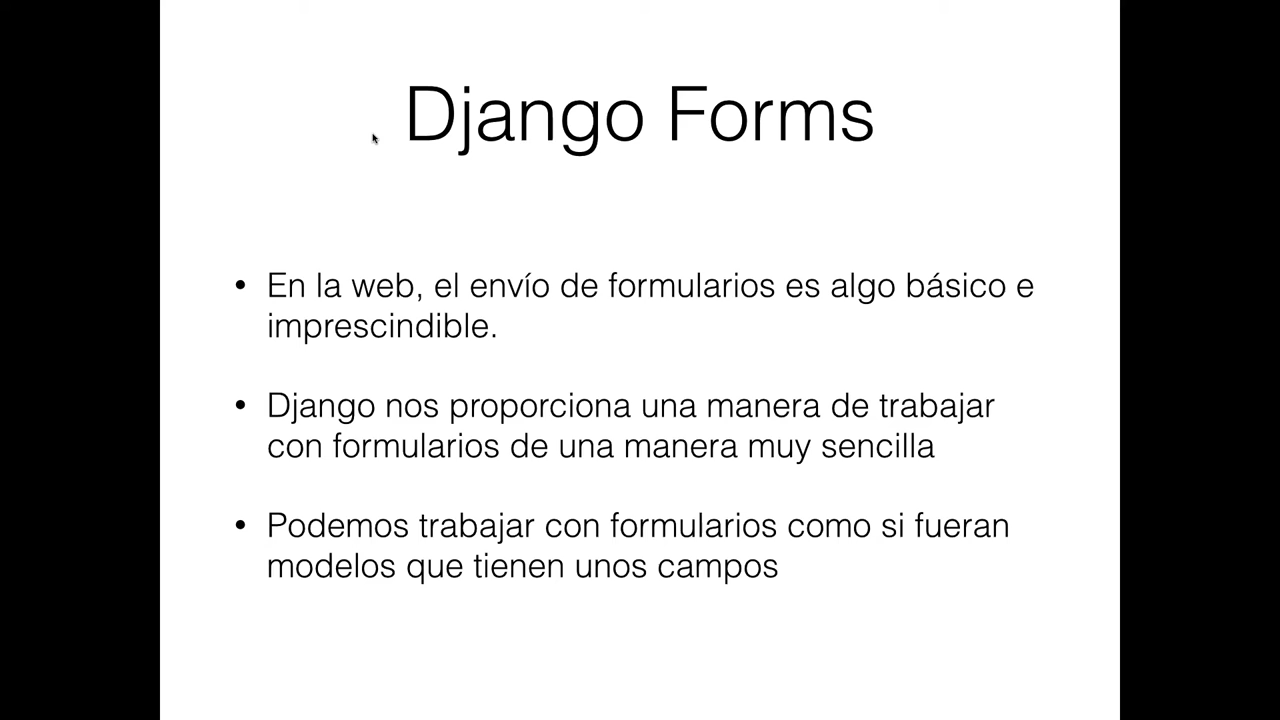 Django Forms
• En la web, el envío de formularios es algo básico e
imprescindible.
• Django nos proporciona una manera de trabajar
con formularios de una manera muy sencilla
• Podemos trabajar con formularios como si fueran
modelos que tienen unos campos